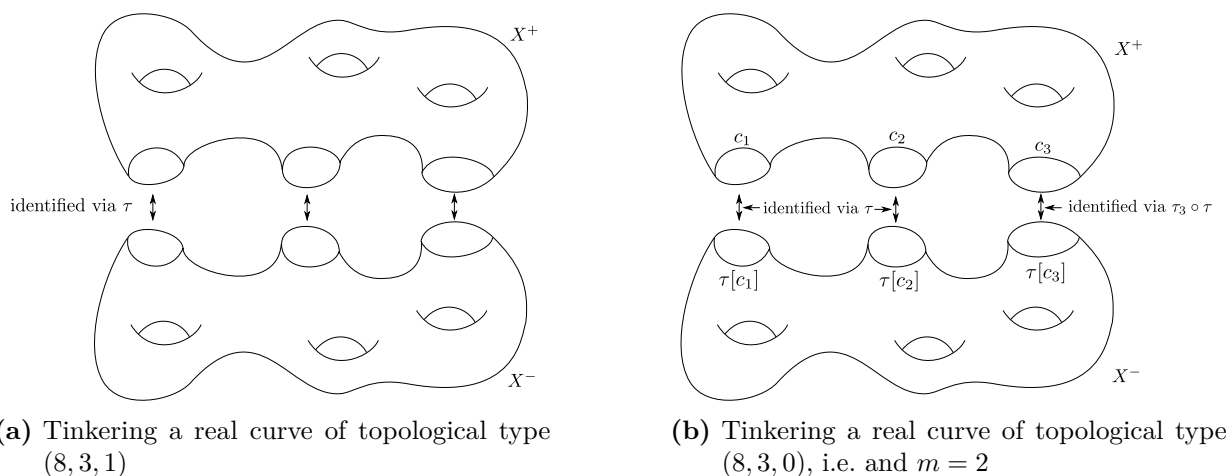 X⁺
identified via τ
X⁻
(a) Tinkering a real curve of topological type
(8, 3, 1)
X⁺
c₁ c₂ c₃
identified via τ identified via τ₃ ∘ τ
τ[c₁] τ[c₂] τ[c₃]
X⁻
(b) Tinkering a real curve of topological type
(8, 3, 0), i.e. and m = 2